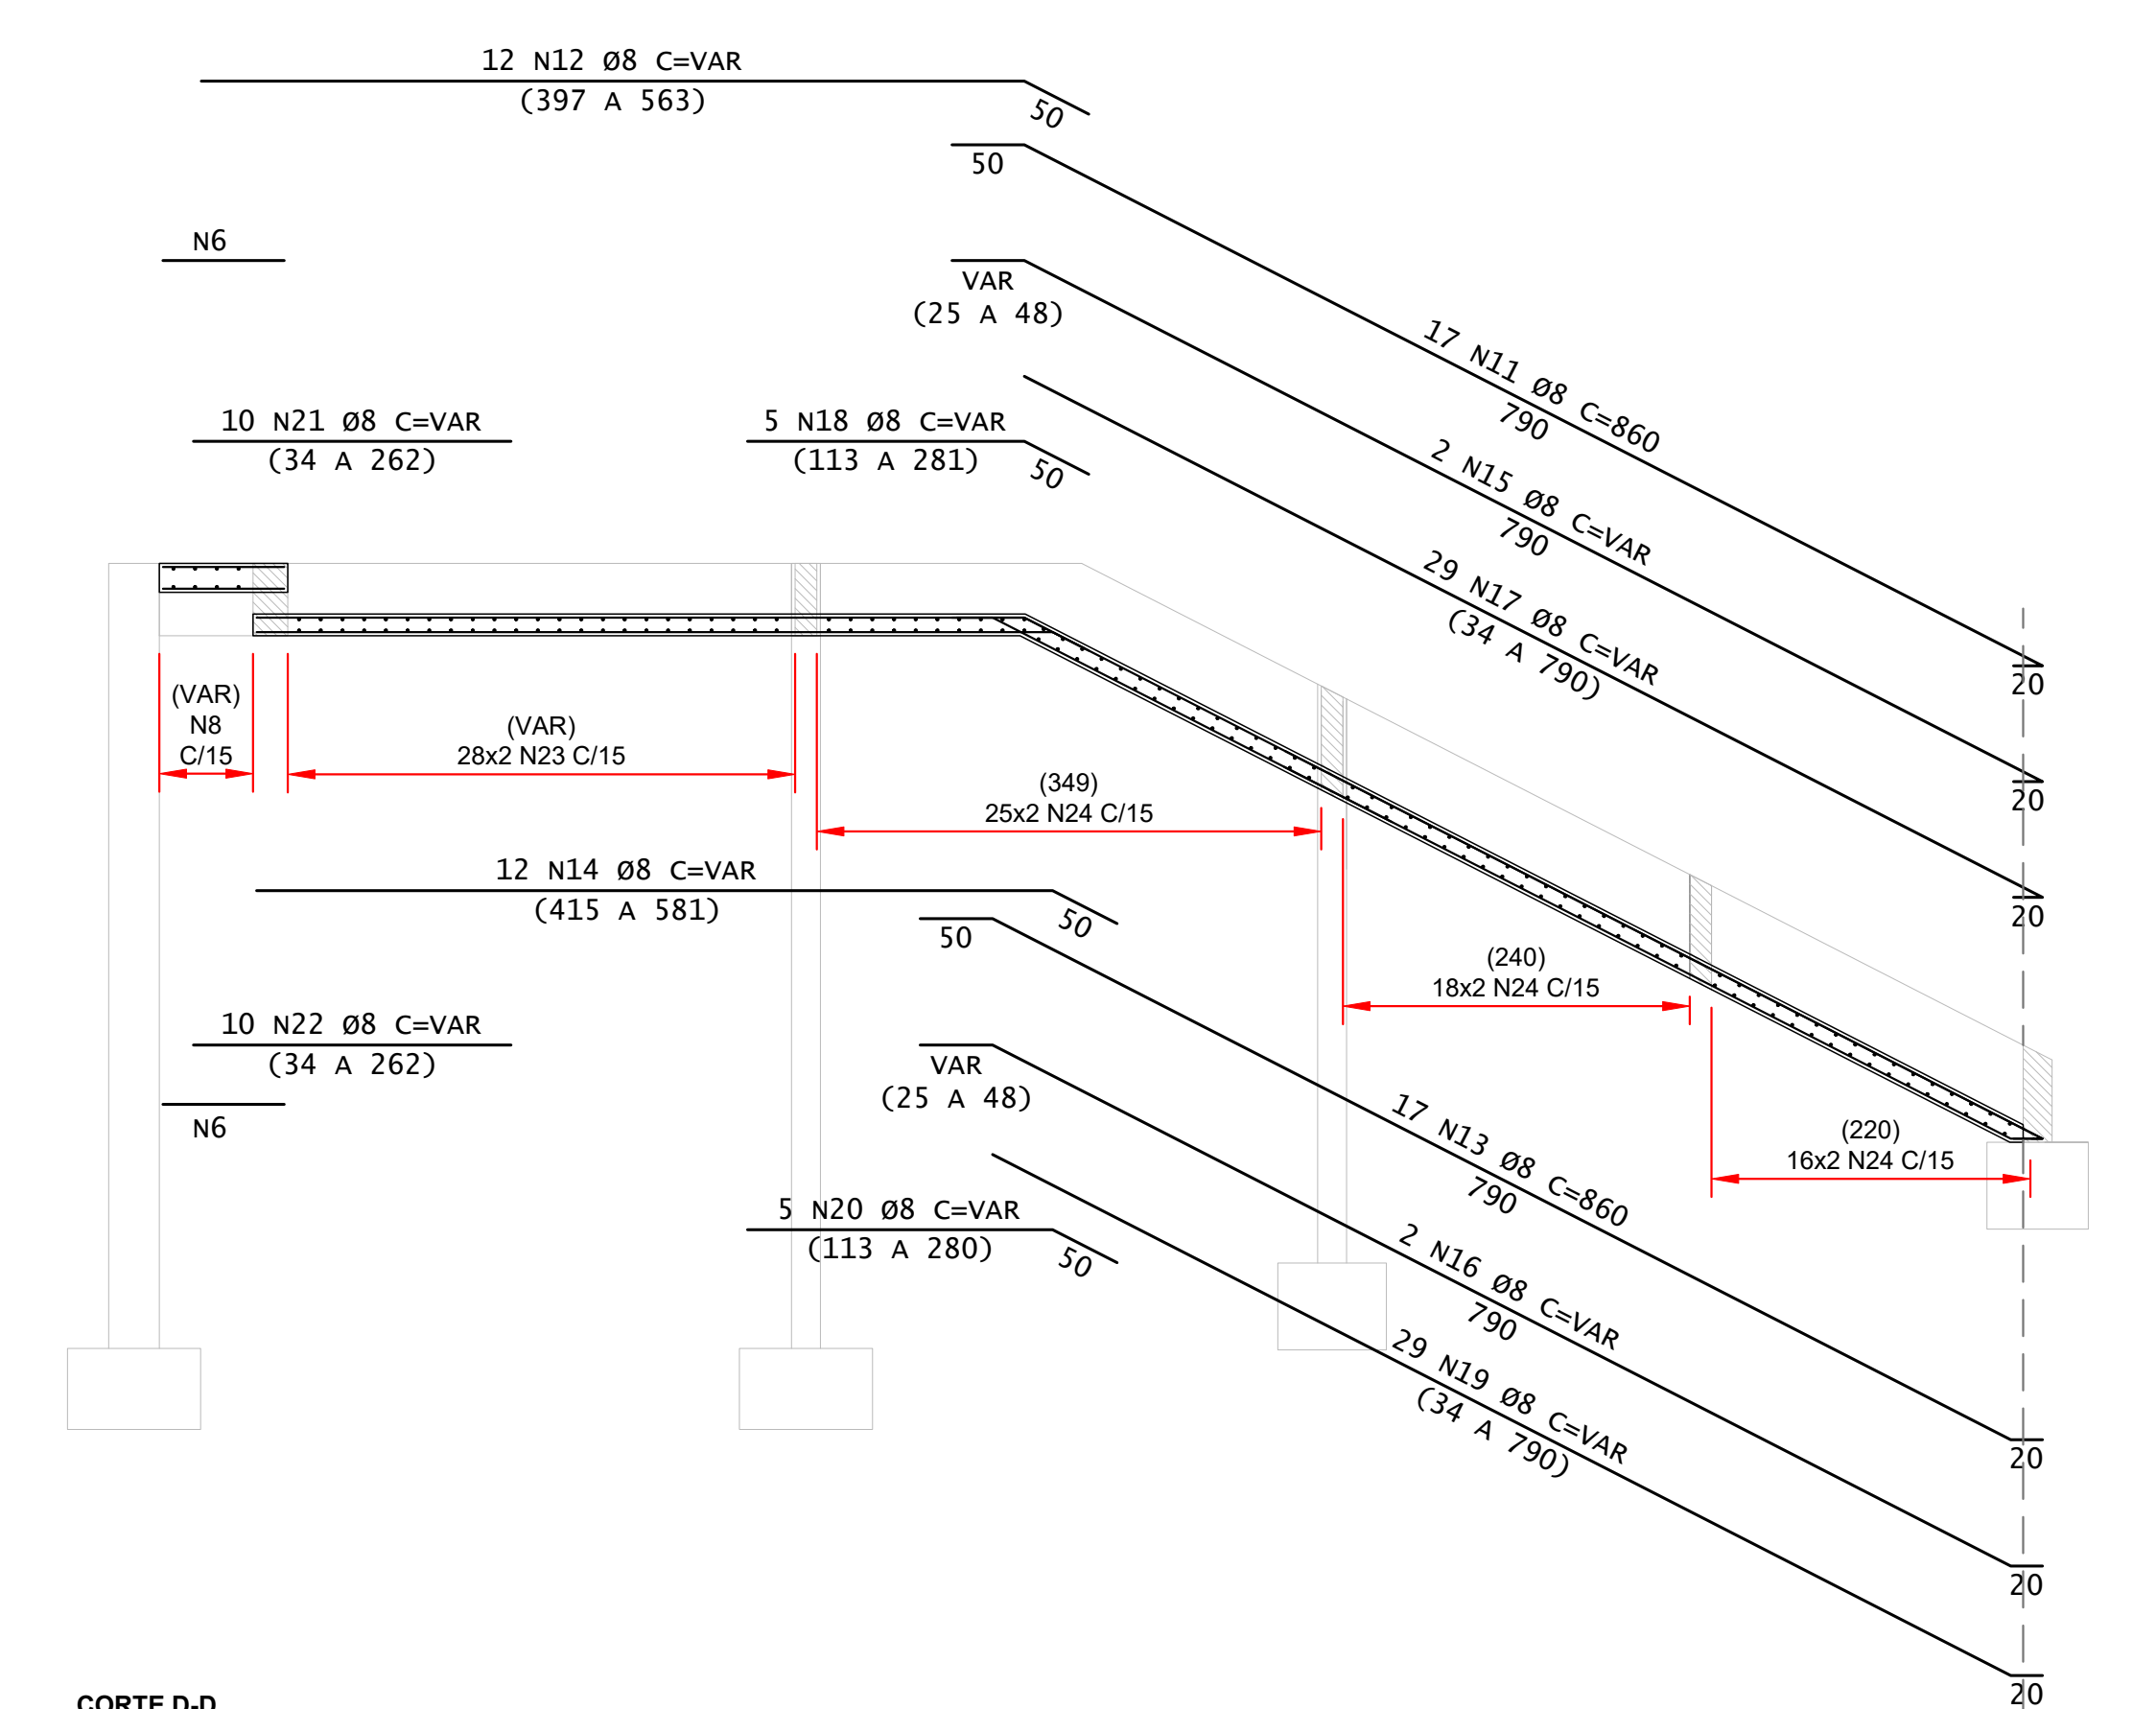 12 N12 Ø8 C=VAR
(397 A 563)
50
50
N6
VAR
(25 A 48)
17 N11 Ø8 C=860
790
10 N21 Ø8 C=VAR
(34 A 262)
5 N18 Ø8 C=VAR
(113 A 281)
50
2 N15 Ø8 C=VAR
790
29 N17 Ø8 C=VAR
(34 A 790)
20
20
20
(VAR)
N8
C/15
(VAR)
28x2 N23 C/15
(349)
25x2 N24 C/15
12 N14 Ø8 C=VAR
(415 A 581)
50
50
(240)
18x2 N24 C/15
10 N22 Ø8 C=VAR
(34 A 262)
VAR
(25 A 48)
N6
17 N13 Ø8 C=860
790
(220)
16x2 N24 C/15
5 N20 Ø8 C=VAR
(113 A 280)
50
2 N16 Ø8 C=VAR
790
29 N19 Ø8 C=VAR
(34 A 790)
20
20
20
CORTE D-D